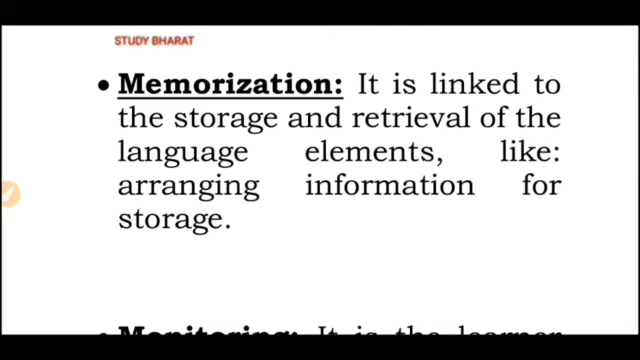 STUDY BHARAT
• Memorization: It is linked to
the storage and retrieval of the
language elements, like:
arranging information for
storage.
• Monitoring: It is the learner